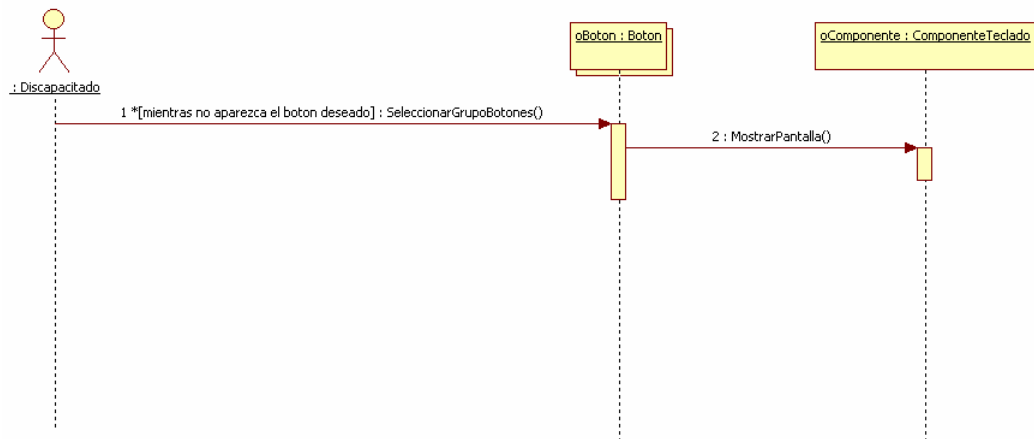 : Discapacitado
oBoton : Boton
oComponente : ComponenteTeclado
1 *[mientras no aparezca el boton deseado] : SeleccionarGrupoBotones()
2 : MostrarPantalla()